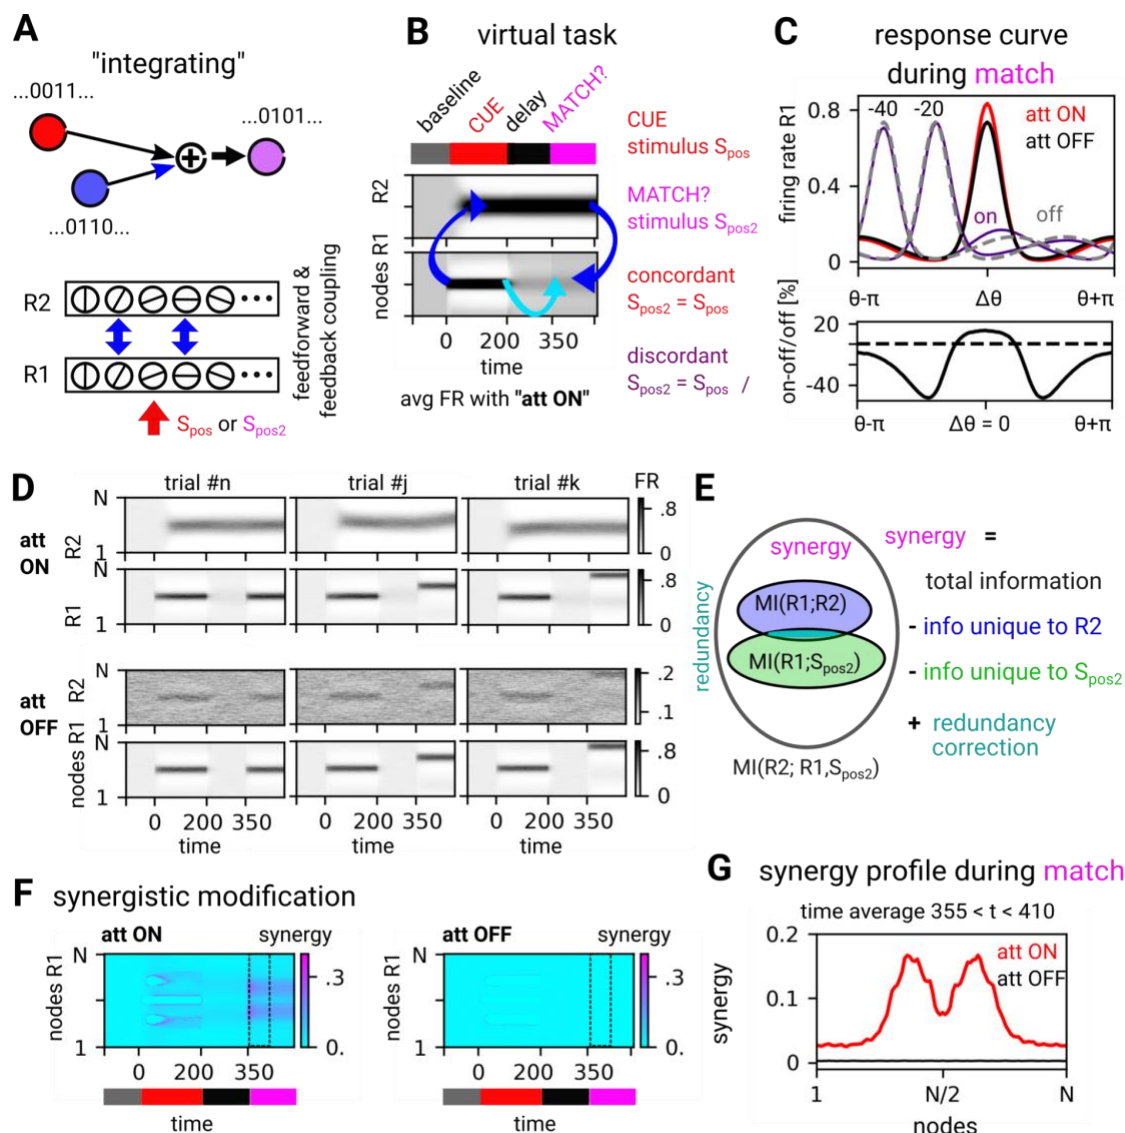 A
"integrating"
...0011...
...0101...
...0110...
R2
R1
feedforward &
feedback coupling
Spos or Spos2
B
virtual task
baseline
CUE
delay
MATCH?
CUE
stimulus Spos
MATCH?
stimulus Spos2
concordant
Spos2 = Spos
discordant
Spos2 = Spos /
R2
nodes R1
0 200 350
time
avg FR with "att ON"
C
response curve
during match
0.8
0.4
0
firing rate R1
-40 -20
att ON
att OFF
on
off
θ-π Δθ θ+π
on-off/off [%]
20
-40
θ-π Δθ = 0 θ+π
D
trial #n trial #j trial #k FR
att
ON
N
R2
1
N
R1
1
.8
0
.8
0
att
OFF
N
R2
1
N
nodes R1
1
.2
.1
.8
0
0 200 350 0 200 350 0 200 350
time time time
E
synergy
redundancy
MI(R1;R2)
MI(R1;Spos2)
MI(R2; R1,Spos2)
synergy =
total information
- info unique to R2
- info unique to Spos2
+ redundancy
correction
F
synergistic modification
att ON synergy
N
nodes R1
1
.3
0.
0 200 350
time
att OFF synergy
N
nodes R1
1
.3
0.
0 200 350
time
G
synergy profile during match
time average 355 < t < 410
0.2
0.1
0
synergy
att ON
att OFF
1 N/2 N
nodes